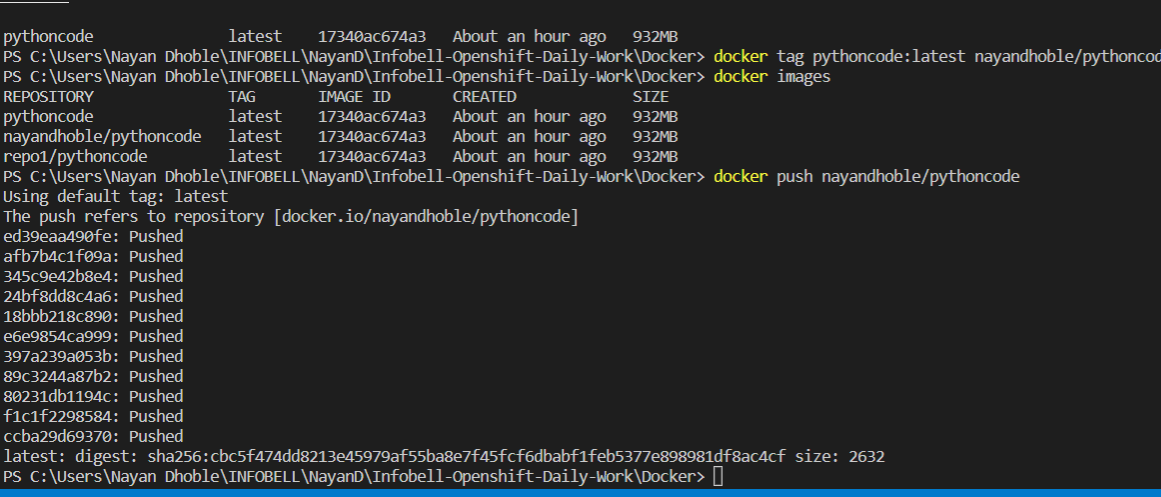 pythoncode latest 17340ac674a3 About an hour ago 932MB
PS C:\Users\Nayan Dhoble\INFOBELL\NayanD\Infobell-Openshift-Daily-Work\Docker> docker tag pythoncode:latest nayandhoble/pythoncod
PS C:\Users\Nayan Dhoble\INFOBELL\NayanD\Infobell-Openshift-Daily-Work\Docker> docker images
REPOSITORY TAG IMAGE ID CREATED SIZE
pythoncode latest 17340ac674a3 About an hour ago 932MB
nayandhoble/pythoncode latest 17340ac674a3 About an hour ago 932MB
repo1/pythoncode latest 17340ac674a3 About an hour ago 932MB
PS C:\Users\Nayan Dhoble\INFOBELL\NayanD\Infobell-Openshift-Daily-Work\Docker> docker push nayandhoble/pythoncode
Using default tag: latest
The push refers to repository [docker.io/nayandhoble/pythoncode]
ed39eaa490fe: Pushed
afb7b4c1f09a: Pushed
345c9e42b8e4: Pushed
24bf8dd8c4a6: Pushed
18bbb218c890: Pushed
e6e9854ca999: Pushed
397a239a053b: Pushed
89c3244a87b2: Pushed
80231db1194c: Pushed
f1c1f2298584: Pushed
ccba29d69370: Pushed
latest: digest: sha256:cbc5f474dd8213e45979af55ba8e7f45fcf6dbabf1feb5377e898981df8ac4cf size: 2632
PS C:\Users\Nayan Dhoble\INFOBELL\NayanD\Infobell-Openshift-Daily-Work\Docker>